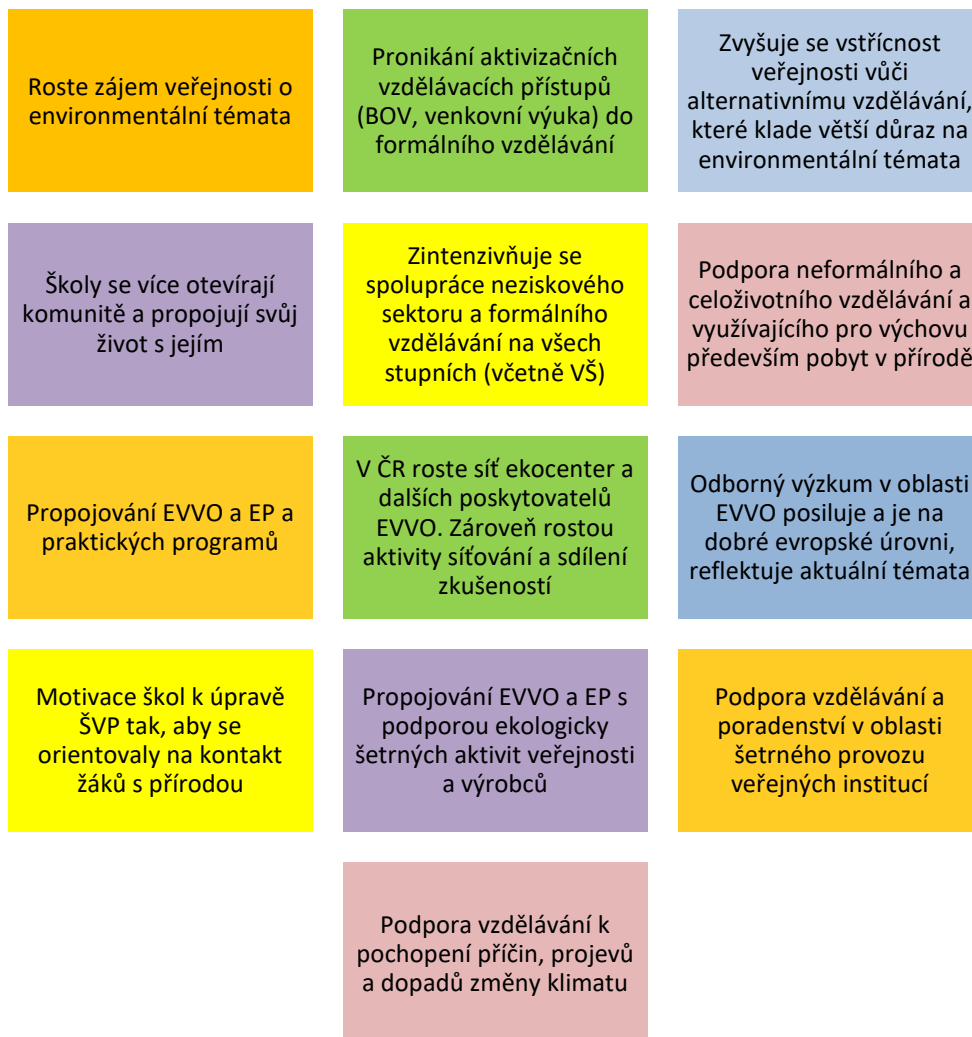 Roste zájem veřejnosti o
environmentální témata
Pronikání aktivizačních
vzdělávacích přístupů
(BOV, venkovní výuka) do
formálního vzdělávání
Zvyšuje se vstřícnost
veřejnosti vůči
alternativnímu vzdělávání,
které klade větší důraz na
environmentální témata
Školy se více otevírají
komunitě a propojují svůj
život s jejím
Zintenzivňuje se
spolupráce neziskového
sektoru a formálního
vzdělávání na všech
stupních (včetně VŠ)
Podpora neformálního a
celoživotního vzdělávání a
využívajícího pro výchovu
především pobyt v přírodě
Propojování EVVO a EP a
praktických programů
V ČR roste síť ekocenter a
dalších poskytovatelů
EVVO. Zároveň rostou
aktivity síťování a sdílení
zkušeností
Odborný výzkum v oblasti
EVVO posiluje a je na
dobré evropské úrovni,
reflektuje aktuální témata
Motivace škol k úpravě
ŠVP tak, aby se
orientovaly na kontakt
žáků s přírodou
Propojování EVVO a EP s
podporou ekologicky
šetrných aktivit veřejnosti
a výrobců
Podpora vzdělávání a
poradenství v oblasti
šetrného provozu
veřejných institucí
Podpora vzdělávání k
pochopení příčin, projevů
a dopadů změny klimatu